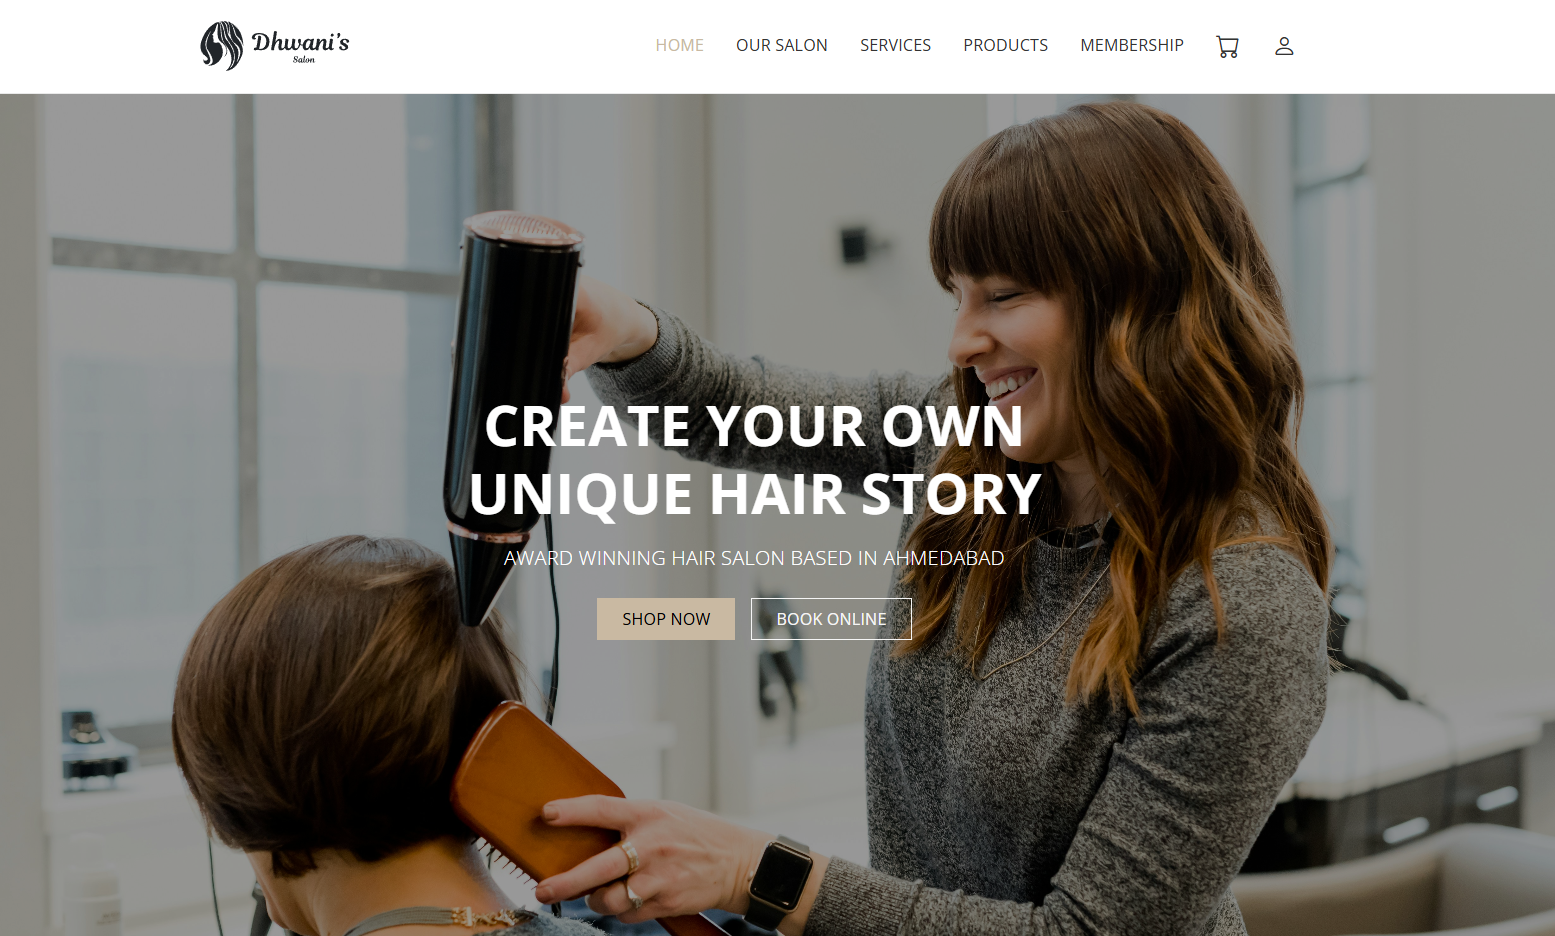 Dhwani's
Salon
HOME
OUR SALON
SERVICES
PRODUCTS
MEMBERSHIP
CREATE YOUR OWN
UNIQUE HAIR STORY
AWARD WINNING HAIR SALON BASED IN AHMEDABAD
SHOP NOW
BOOK ONLINE